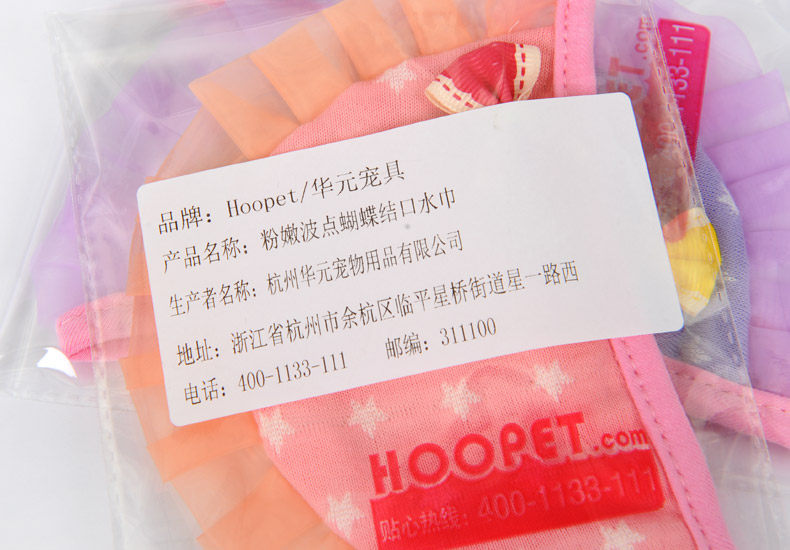 品牌：Hoopet/华元宠具
产品名称：粉嫩波点蝴蝶结口水巾
生产者名称：杭州华元宠物用品有限公司
地址：浙江省杭州市余杭区临平星桥街道星一路西
电话：400-1133-111 邮编：311100
HOOPET.com
贴心热线：400-1133-111
PET.com
1133-111